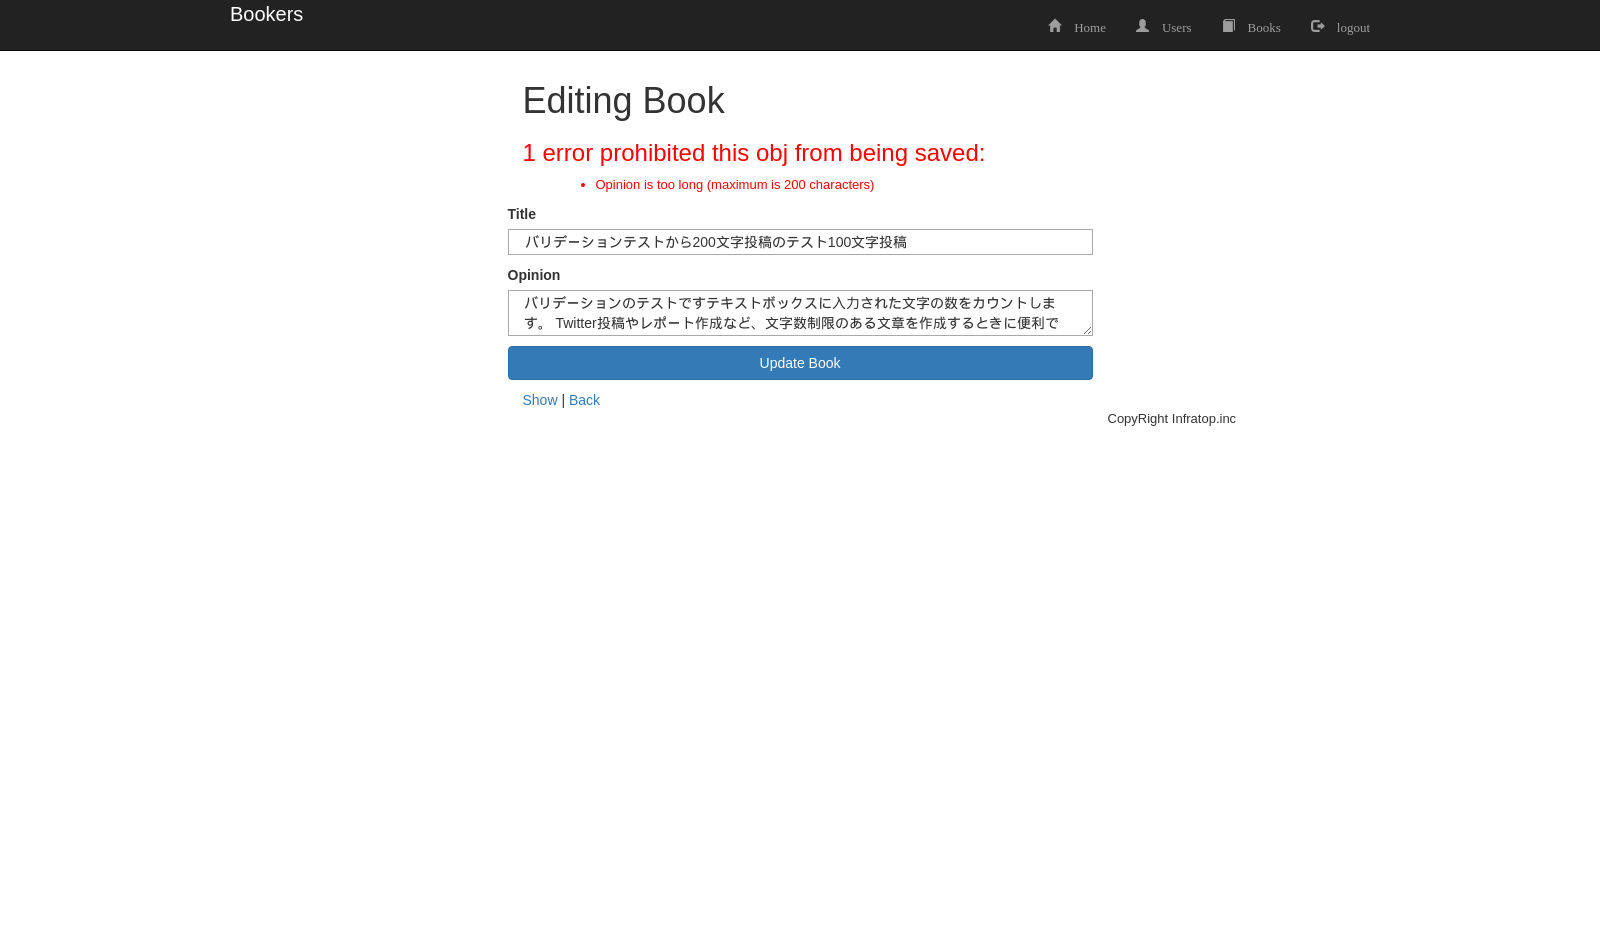 Bookers
Home Users Books logout
Editing Book
1 error prohibited this obj from being saved:
Opinion is too long (maximum is 200 characters)
Title
バリデーションテストから200文字投稿のテスト100文字投稿
Opinion
バリデーションのテストですテキストボックスに入力された文字の数をカウントしま
す。 Twitter投稿やレポート作成など、文字数制限のある文章を作成するときに便利で
Update Book
Show | Back
CopyRight Infratop.inc